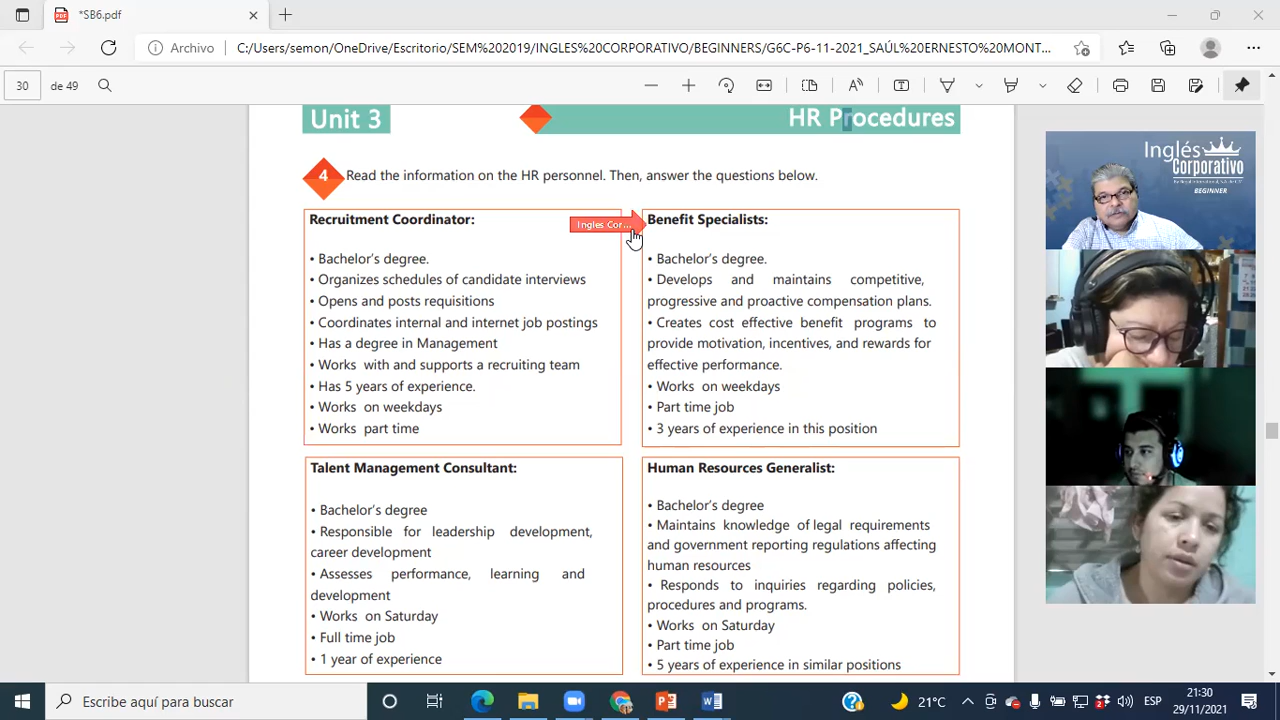 *SB6.pdf
Archivo C:/Users/semon/OneDrive/Escritorio/SEM%202019/INGLES%20CORPORATIVO/BEGINNERS/G6C-P6-11-2021_SAÚL%20ERNESTO%20MONT...
30 de 49
Unit 3 HR Procedures
4 Read the information on the HR personnel. Then, answer the questions below.
Recruitment Coordinator:
• Bachelor's degree.
• Organizes schedules of candidate interviews
• Opens and posts requisitions
• Coordinates internal and internet job postings
• Has a degree in Management
• Works with and supports a recruiting team
• Has 5 years of experience.
• Works on weekdays
• Works part time
Ingles Cor...
Benefit Specialists:
• Bachelor's degree.
• Develops and maintains competitive,
progressive and proactive compensation plans.
• Creates cost effective benefit programs to
provide motivation, incentives, and rewards for
effective performance.
• Works on weekdays
• Part time job
• 3 years of experience in this position
Talent Management Consultant:
• Bachelor's degree
• Responsible for leadership development,
career development
• Assesses performance, learning and
development
• Works on Saturday
• Full time job
• 1 year of experience
Human Resources Generalist:
• Bachelor's degree
• Maintains knowledge of legal requirements
and government reporting regulations affecting
human resources
• Responds to inquiries regarding policies,
procedures and programs.
• Works on Saturday
• Part time job
• 5 years of experience in similar positions
Inglés
Corporativo
BEGINNER
Escribe aquí para buscar
21°C
ESP
21:30
29/11/2021